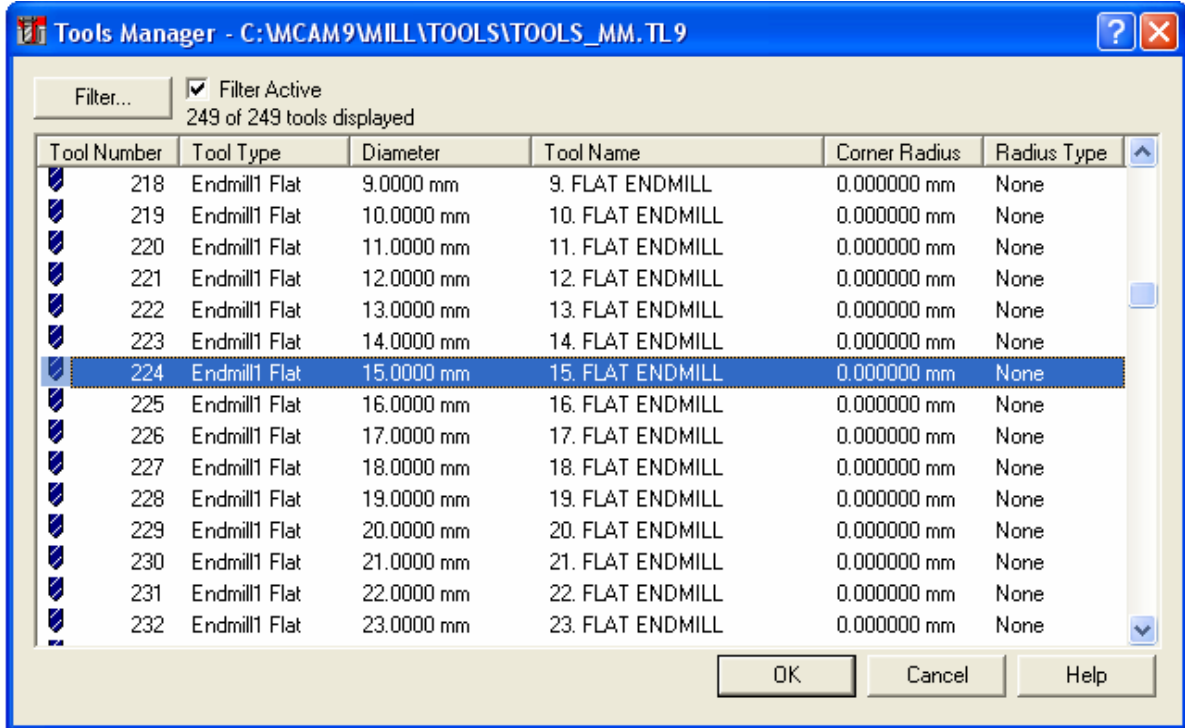 Tools Manager - C:\MCAM9\MILL\TOOLS\TOOLS_MM.TL9
Filter... Filter Active
249 of 249 tools displayed
Tool Number Tool Type Diameter Tool Name Corner Radius Radius Type
218 Endmill1 Flat 9.0000 mm 9. FLAT ENDMILL 0.000000 mm None
219 Endmill1 Flat 10.0000 mm 10. FLAT ENDMILL 0.000000 mm None
220 Endmill1 Flat 11.0000 mm 11. FLAT ENDMILL 0.000000 mm None
221 Endmill1 Flat 12.0000 mm 12. FLAT ENDMILL 0.000000 mm None
222 Endmill1 Flat 13.0000 mm 13. FLAT ENDMILL 0.000000 mm None
223 Endmill1 Flat 14.0000 mm 14. FLAT ENDMILL 0.000000 mm None
224 Endmill1 Flat 15.0000 mm 15. FLAT ENDMILL 0.000000 mm None
225 Endmill1 Flat 16.0000 mm 16. FLAT ENDMILL 0.000000 mm None
226 Endmill1 Flat 17.0000 mm 17. FLAT ENDMILL 0.000000 mm None
227 Endmill1 Flat 18.0000 mm 18. FLAT ENDMILL 0.000000 mm None
228 Endmill1 Flat 19.0000 mm 19. FLAT ENDMILL 0.000000 mm None
229 Endmill1 Flat 20.0000 mm 20. FLAT ENDMILL 0.000000 mm None
230 Endmill1 Flat 21.0000 mm 21. FLAT ENDMILL 0.000000 mm None
231 Endmill1 Flat 22.0000 mm 22. FLAT ENDMILL 0.000000 mm None
232 Endmill1 Flat 23.0000 mm 23. FLAT ENDMILL 0.000000 mm None
OK Cancel Help